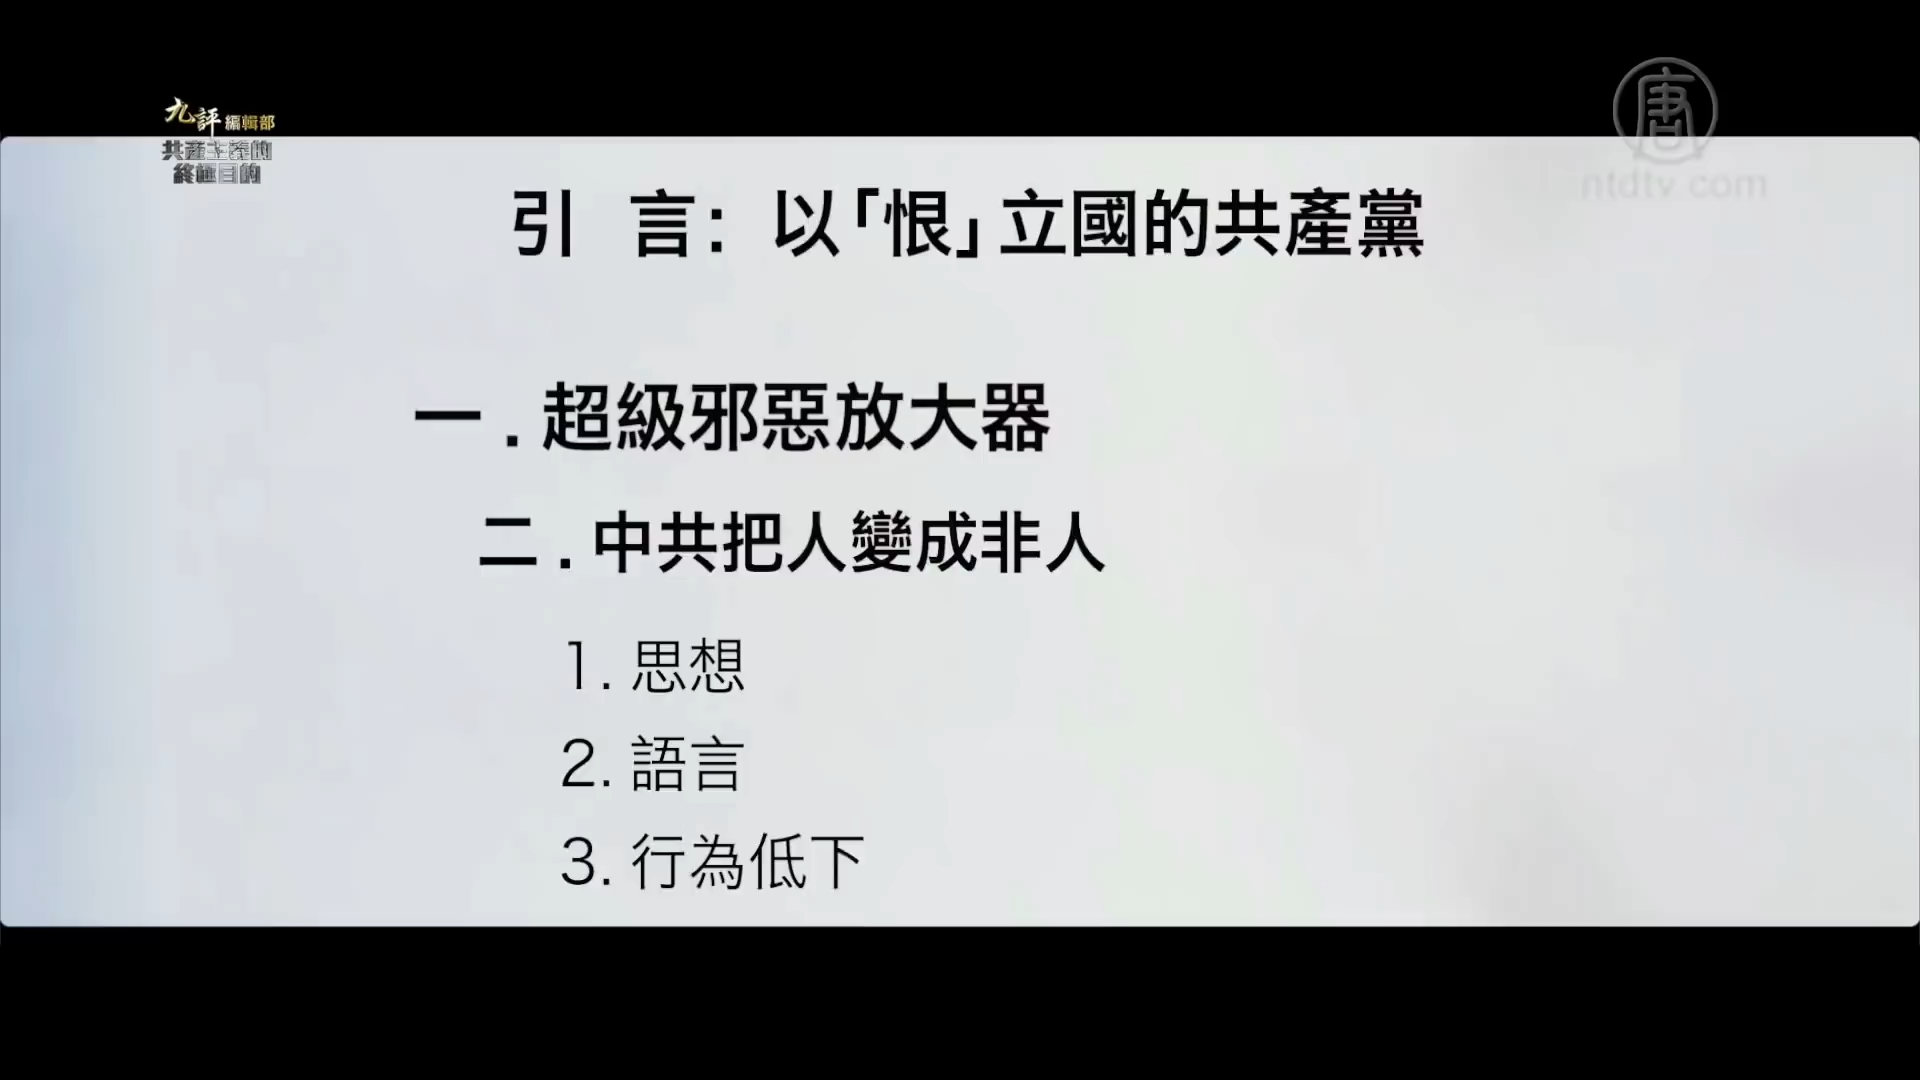 九評編輯部
共產主義的
終極目的
唐
ntdtv.com
引 言：以「恨」立國的共產黨
一.超級邪惡放大器
二.中共把人變成非人
1. 思想
2. 語言
3. 行為低下